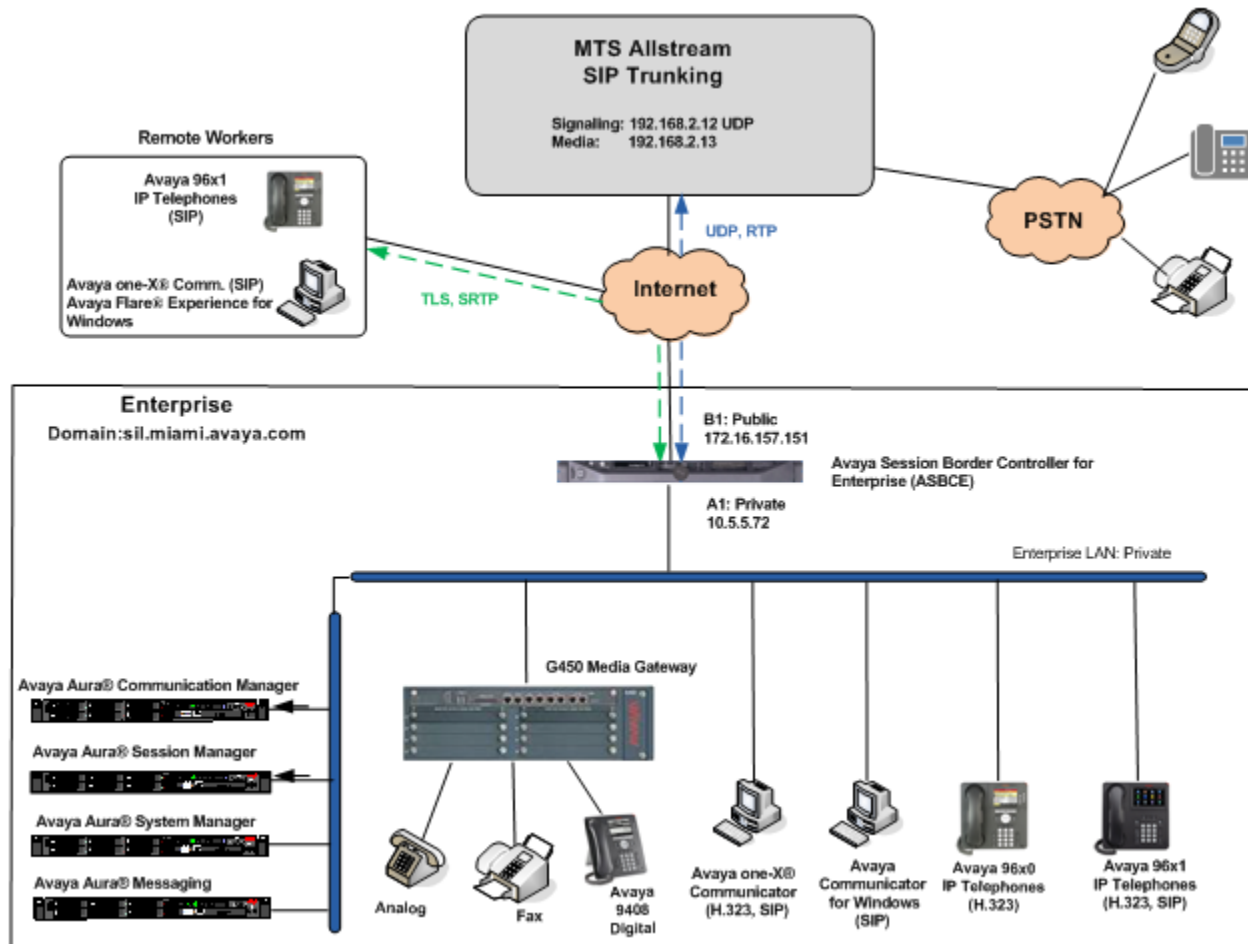 MTS Allstream
SIP Trunking
Signaling: 192.168.2.12 UDP
Media: 192.168.2.13
Remote Workers
Avaya 96x1
IP Telephones
(SIP)
Avaya one-X® Comm. (SIP)
Avaya Flare® Experience for
Windows
TLS, SRTP
UDP, RTP
Internet
PSTN
Enterprise
Domain:sil.miami.avaya.com
B1: Public
172.16.157.151
Avaya Session Border Controller for
Enterprise (ASBCE)
A1: Private
10.5.5.72
Enterprise LAN: Private
G450 Media Gateway
AVAYA
Avaya Aura® Communication Manager
Avaya Aura® Session Manager
Avaya Aura® System Manager
Avaya Aura® Messaging
Analog
Fax
Avaya
9408
Digital
Avaya one-X®
Communicator
(H.323, SIP)
Avaya
Communicator
for Windows
(SIP)
Avaya 96x0
IP Telephones
(H.323)
Avaya 96x1
IP Telephones
(H.323, SIP)